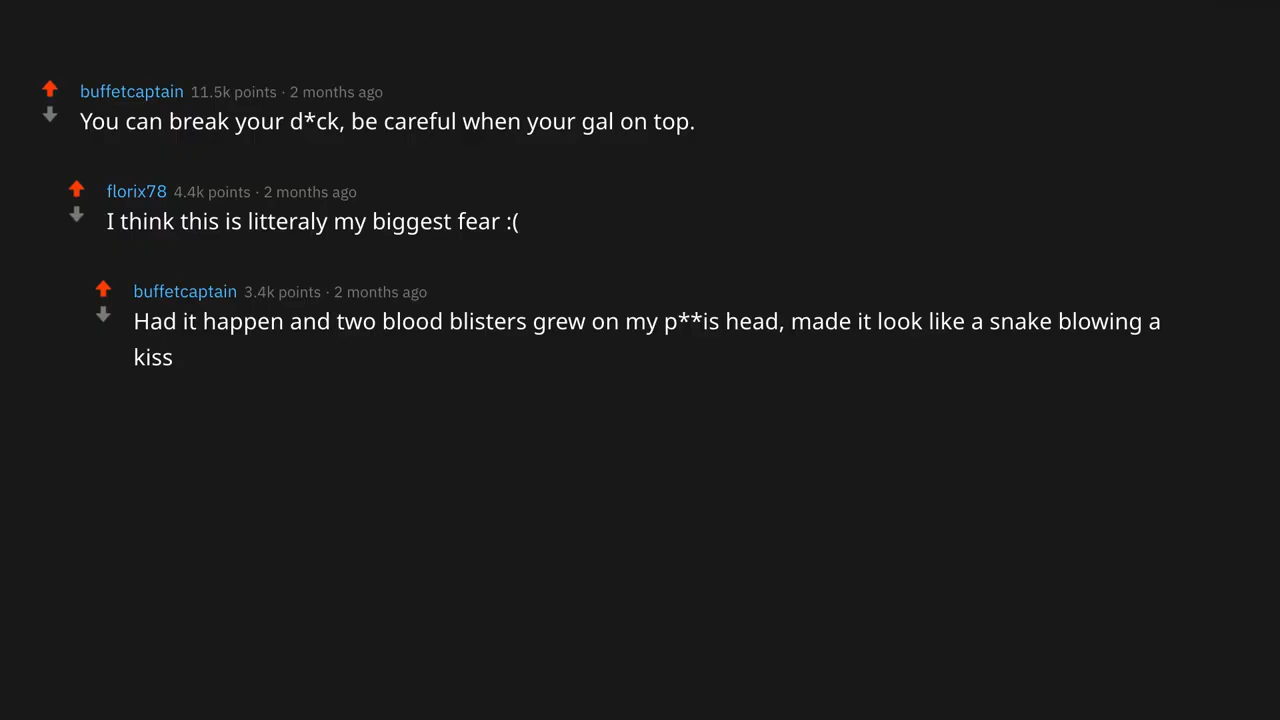 buffetcaptain 11.5k points · 2 months ago
You can break your d*ck, be careful when your gal on top.
florix78 4.4k points · 2 months ago
I think this is litteraly my biggest fear :(
buffetcaptain 3.4k points · 2 months ago
Had it happen and two blood blisters grew on my p**is head, made it look like a snake blowing a
kiss